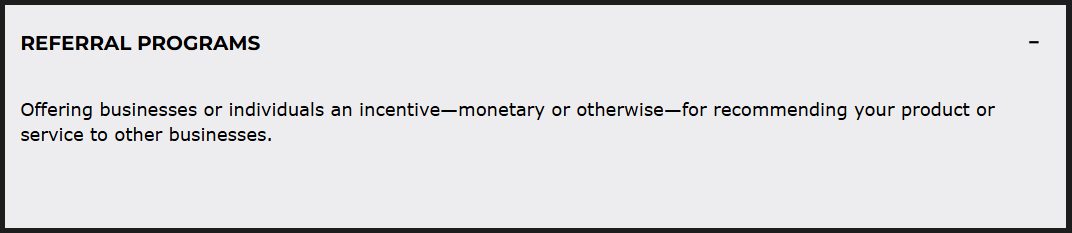 REFERRAL PROGRAMS –
Offering businesses or individuals an incentive—monetary or otherwise—for recommending your product or
service to other businesses.